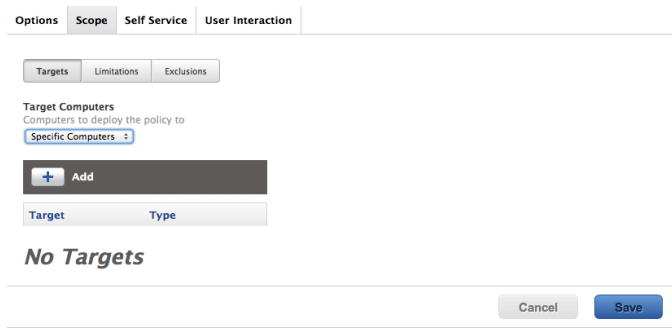 Options Scope Self Service User Interaction
Targets Limitations Exclusions
Target Computers
Computers to deploy the policy to
Specific Computers
Add
Target Type
No Targets
Cancel Save